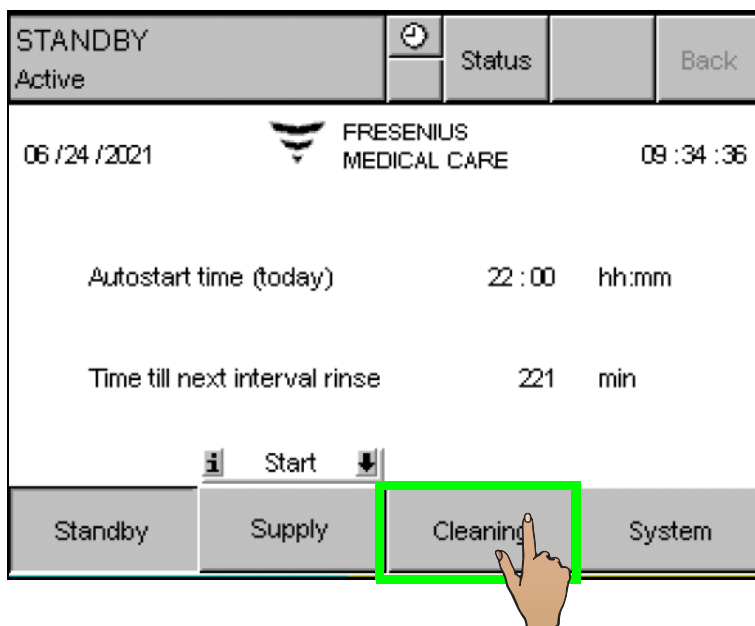 STANDBY
Active
Status
Back
06 /24 /2021
FRESENIUS
MEDICAL CARE
09 :34 :36
Autostart time (today) 22 : 00 hh:mm
Time till next interval rinse 221 min
i Start
Standby Supply Cleaning System